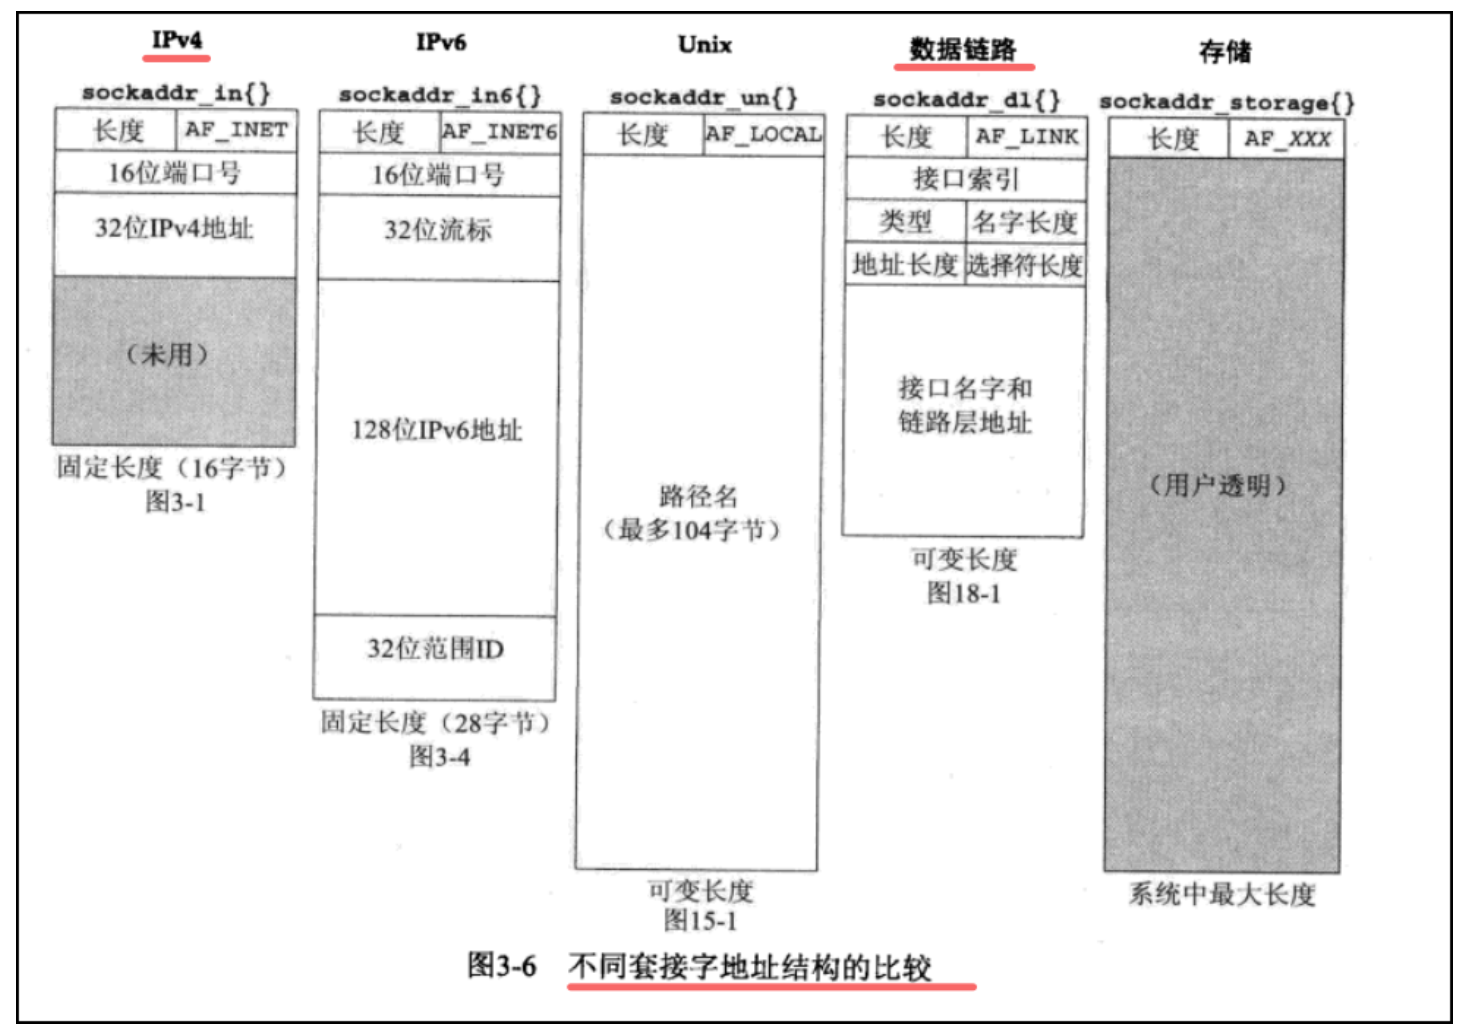 IPv4
sockaddr_in{}
长度 AF_INET
16位端口号
32位IPv4地址
（未用）
固定长度（16字节）
图3-1
IPv6
sockaddr_in6{}
长度 AF_INET6
16位端口号
32位流标
128位IPv6地址
32位范围ID
固定长度（28字节）
图3-4
Unix
sockaddr_un{}
长度 AF_LOCAL
路径名
（最多104字节）
可变长度
图15-1
数据链路
sockaddr_dl{}
长度 AF_LINK
接口索引
类型 名字长度
地址长度 选择符长度
接口名字和
链路层地址
可变长度
图18-1
存储
sockaddr_storage{}
长度 AF_XXX
（用户透明）
系统中最大长度
图3-6 不同套接字地址结构的比较